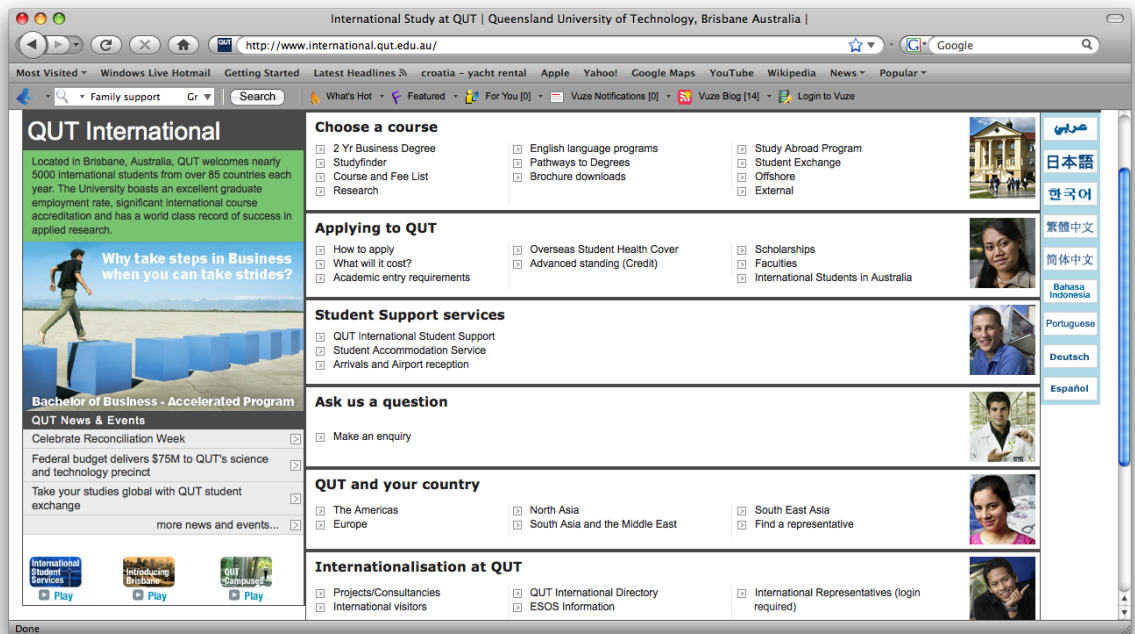 International Study at QUT | Queensland University of Technology, Brisbane Australia |
QUT http://www.international.qut.edu.au/
G Google
Most Visited Windows Live Hotmail Getting Started Latest Headlines croatia – yacht rental Apple Yahoo! Google Maps YouTube Wikipedia News Popular
Family support Gr Search What's Hot Featured For You [0] Vuze Notifications [0] Vuze Blog [14] Login to Vuze
QUT International
Located in Brisbane, Australia, QUT welcomes nearly
5000 international students from over 85 countries each
year. The University boasts an excellent graduate
employment rate, significant international course
accreditation and has a world class record of success in
applied research.
Why take steps in Business
when you can take strides?
Bachelor of Business - Accelerated Program
QUT News & Events
Celebrate Reconciliation Week
Federal budget delivers $75M to QUT's science
and technology precinct
Take your studies global with QUT student
exchange
more news and events...
International
Student
Services
Play
Introducing
Brisbane
Play
QUT
Campuses
Play
Choose a course
2 Yr Business Degree
Studyfinder
Course and Fee List
Research
English language programs
Pathways to Degrees
Brochure downloads
Study Abroad Program
Student Exchange
Offshore
External
Applying to QUT
How to apply
What will it cost?
Academic entry requirements
Overseas Student Health Cover
Advanced standing (Credit)
Scholarships
Faculties
International Students in Australia
Student Support services
QUT International Student Support
Student Accommodation Service
Arrivals and Airport reception
Ask us a question
Make an enquiry
QUT and your country
The Americas
Europe
North Asia
South Asia and the Middle East
South East Asia
Find a representative
Internationalisation at QUT
Projects/Consultancies
International visitors
QUT International Directory
ESOS Information
International Representatives (login
required)
عربي
日本語
한국어
繁體中文
简体中文
Bahasa
Indonesia
Portuguese
Deutsch
Español
Done